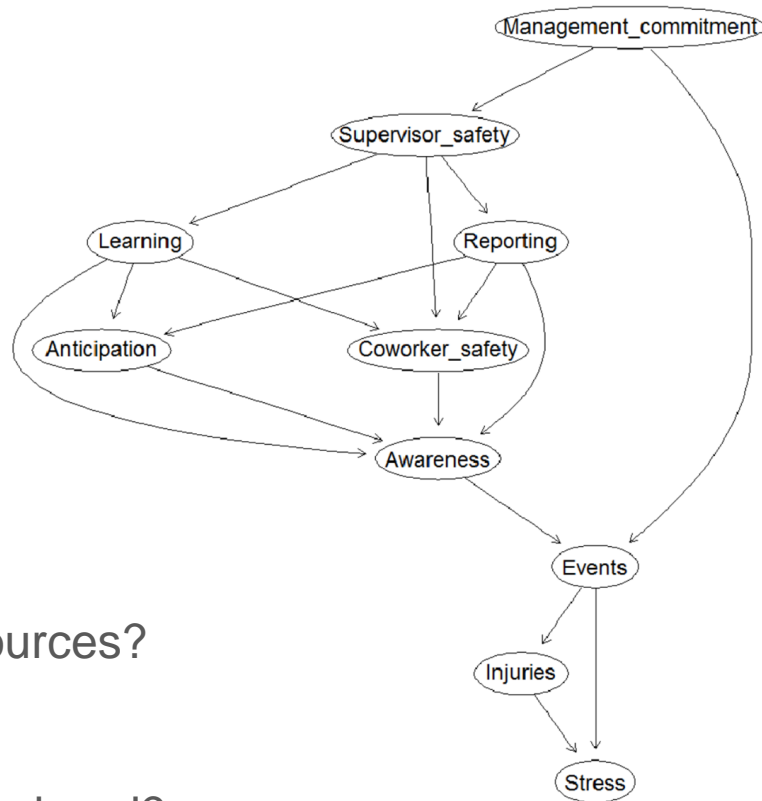 Management_commitment
Supervisor_safety
Learning
Reporting
Anticipation
Coworker_safety
Awareness
Events
ources?
Injuries
Stress